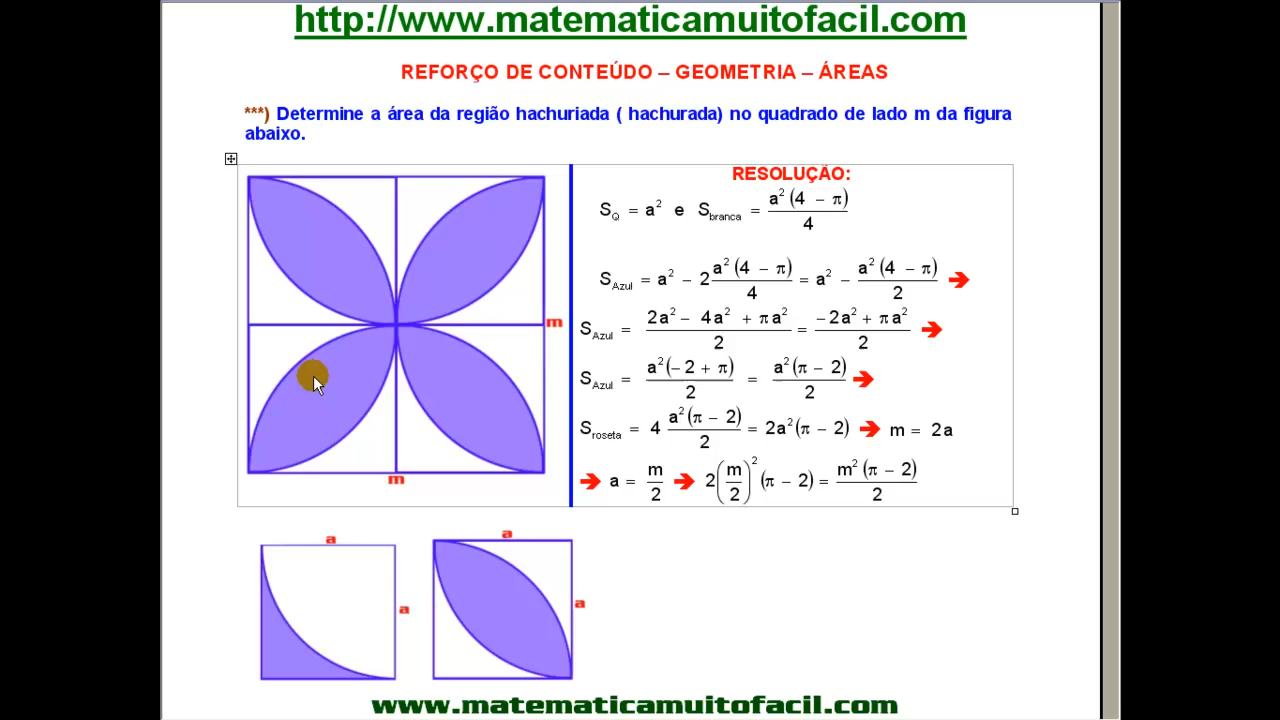 http://www.matematicamuitofacil.com
REFORÇO DE CONTEÚDO – GEOMETRIA – ÁREAS
***) Determine a área da região hachuriada ( hachurada) no quadrado de lado m da figura
abaixo.
RESOLUÇÃO:
S_Q = a² e S_branca = a²(4 − π)/4
S_Azul = a² − 2 a²(4 − π)/4 = a² − a²(4 − π)/2 ➔
S_Azul = (2a² − 4a² + πa²)/2 = (−2a² + πa²)/2 ➔
S_Azul = a²(−2 + π)/2 = a²(π − 2)/2 ➔
S_roseta = 4 a²(π − 2)/2 = 2a²(π − 2) ➔ m = 2a
➔ a = m/2 ➔ 2(m/2)²(π − 2) = m²(π − 2)/2
m
m
a
a
a
a
www.matematicamuitofacil.com